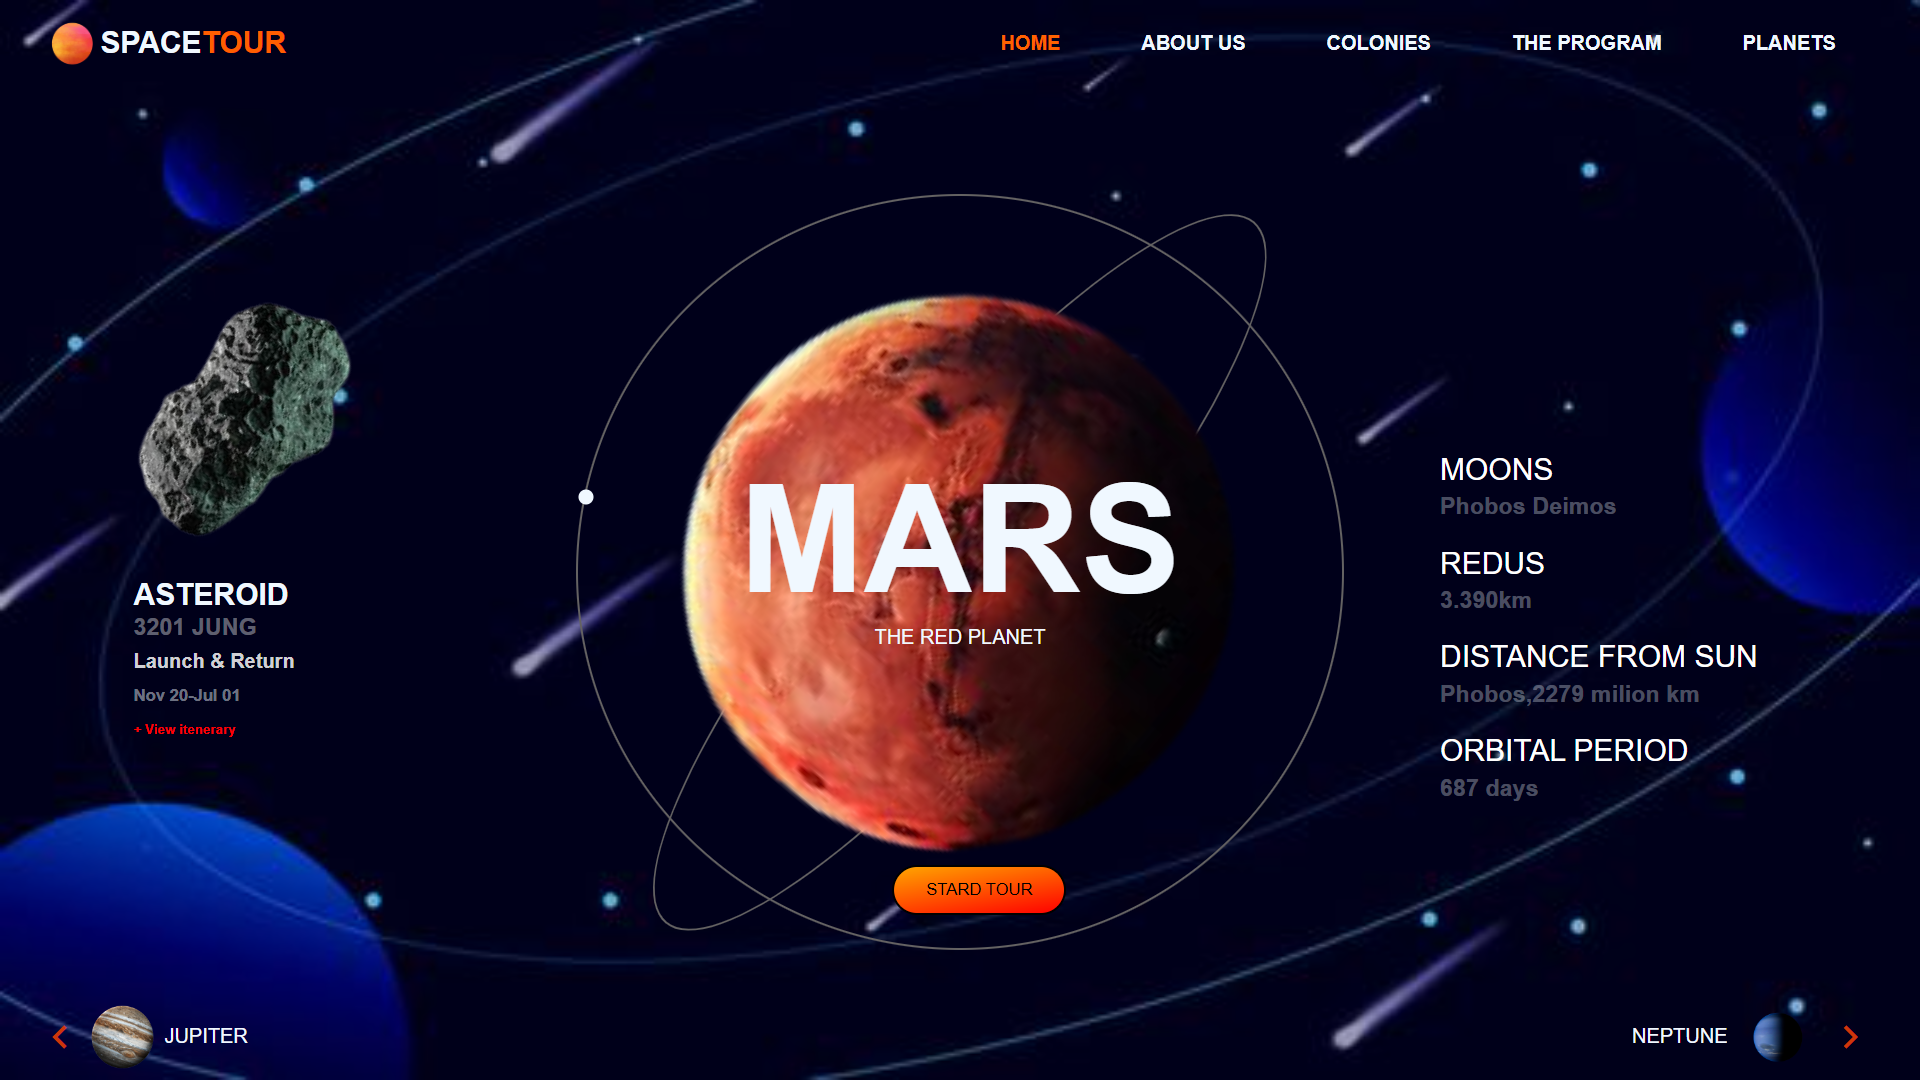 SPACETOUR
HOME
ABOUT US
COLONIES
THE PROGRAM
PLANETS
ASTEROID
3201 JUNG
Launch & Return
Nov 20-Jul 01
+ View itenerary
MARS
THE RED PLANET
STARD TOUR
MOONS
Phobos Deimos
REDUS
3.390km
DISTANCE FROM SUN
Phobos,2279 milion km
ORBITAL PERIOD
687 days
JUPITER
NEPTUNE